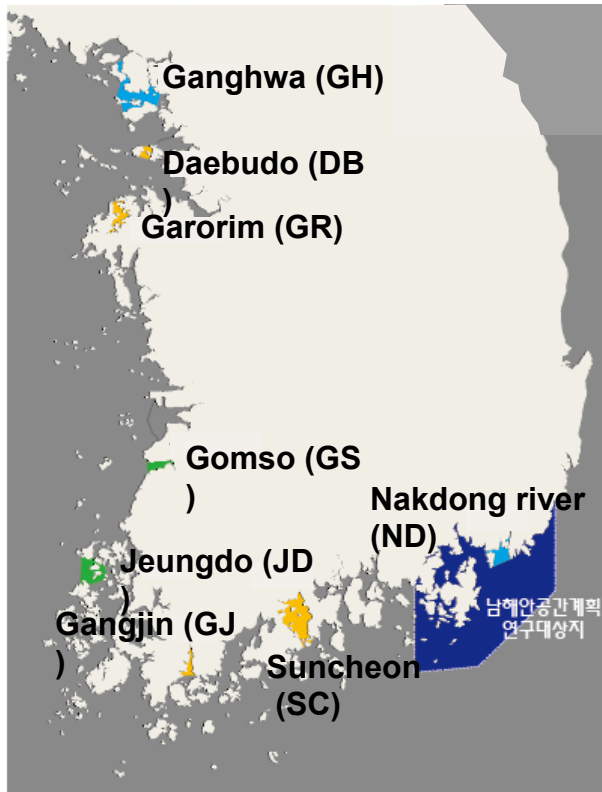 Ganghwa (GH)
Daebudo (DB
)
Garorim (GR)
Gomso (GS
)
Nakdong river
(ND)
Jeungdo (JD
)
남해안공간계획
연구대상지
Gangjin (GJ
)
Suncheon
(SC)